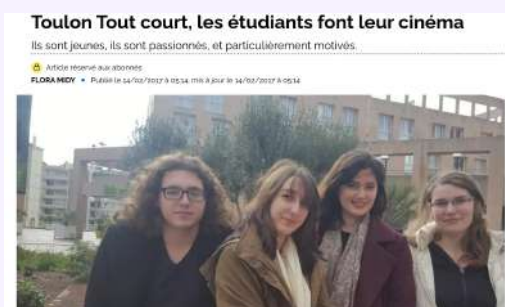 Toulon Tout court, les étudiants font leur cinéma
Ils sont jeunes, ils sont passionnés, et particulièrement motivés.
Article réservé aux abonnés
FLORA MIDY • Publié le 14/02/2017 à 05:14, mis à jour le 14/02/2017 à 05:14